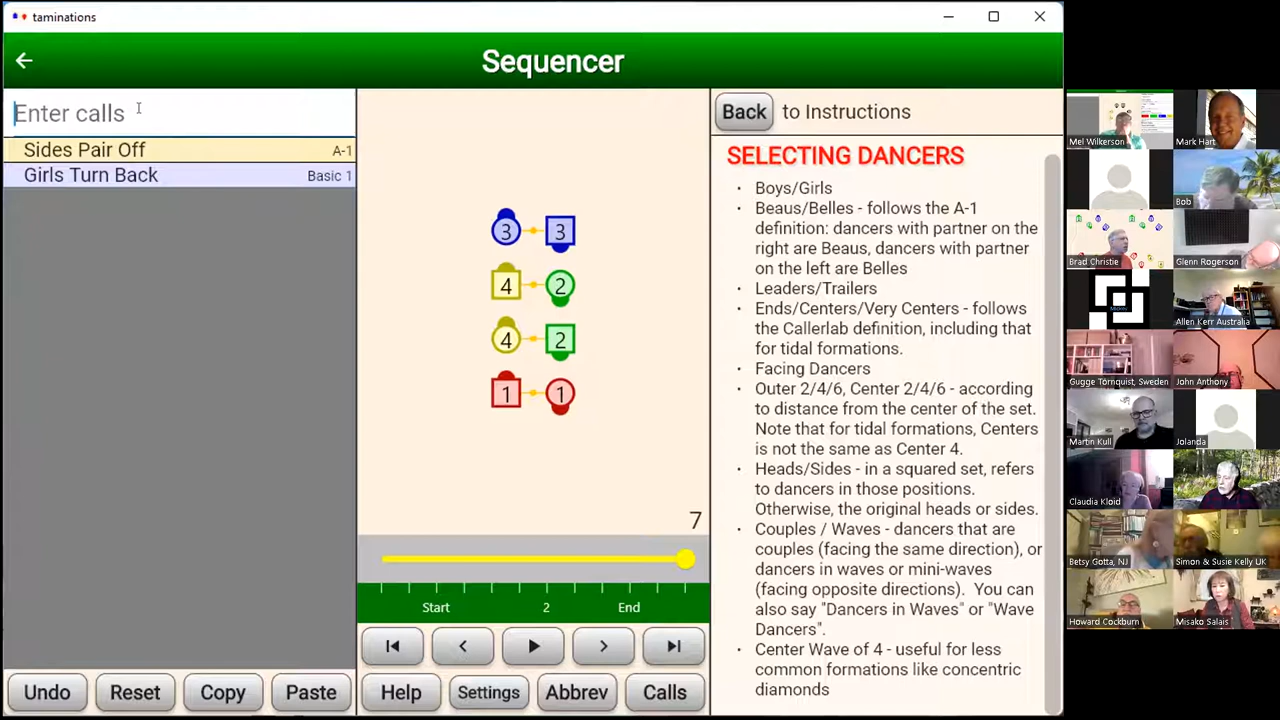 taminations
Sequencer
Enter calls
Sides Pair Off A-1
Girls Turn Back Basic 1
3 3
4 2
4 2
1 1
7
Start 2 End
Undo Reset Copy Paste
Help Settings Abbrev Calls
Back to Instructions
SELECTING DANCERS
• Boys/Girls
• Beaus/Belles - follows the A-1
definition: dancers with partner on the
right are Beaus, dancers with partner
on the left are Belles
• Leaders/Trailers
• Ends/Centers/Very Centers - follows
the Callerlab definition, including that
for tidal formations.
• Facing Dancers
• Outer 2/4/6, Center 2/4/6 - according
to distance from the center of the set.
Note that for tidal formations, Centers
is not the same as Center 4.
• Heads/Sides - in a squared set, refers
to dancers in those positions.
Otherwise, the original heads or sides.
• Couples / Waves - dancers that are
couples (facing the same direction), or
dancers in waves or mini-waves
(facing opposite directions). You can
also say "Dancers in Waves" or "Wave
Dancers".
• Center Wave of 4 - useful for less
common formations like concentric
diamonds
Mel Wilkerson
Mark Hart
Bob
Brad Christie
Glenn Rogerson
Allen Kerr Australia
Gugge Törnquist, Sweden
John Anthony
Martin Kull
Jolanda
Claudia Kloid
Betsy Gotta, NJ
Simon & Susie Kelly UK
Howard Cockburn
Misako Salais